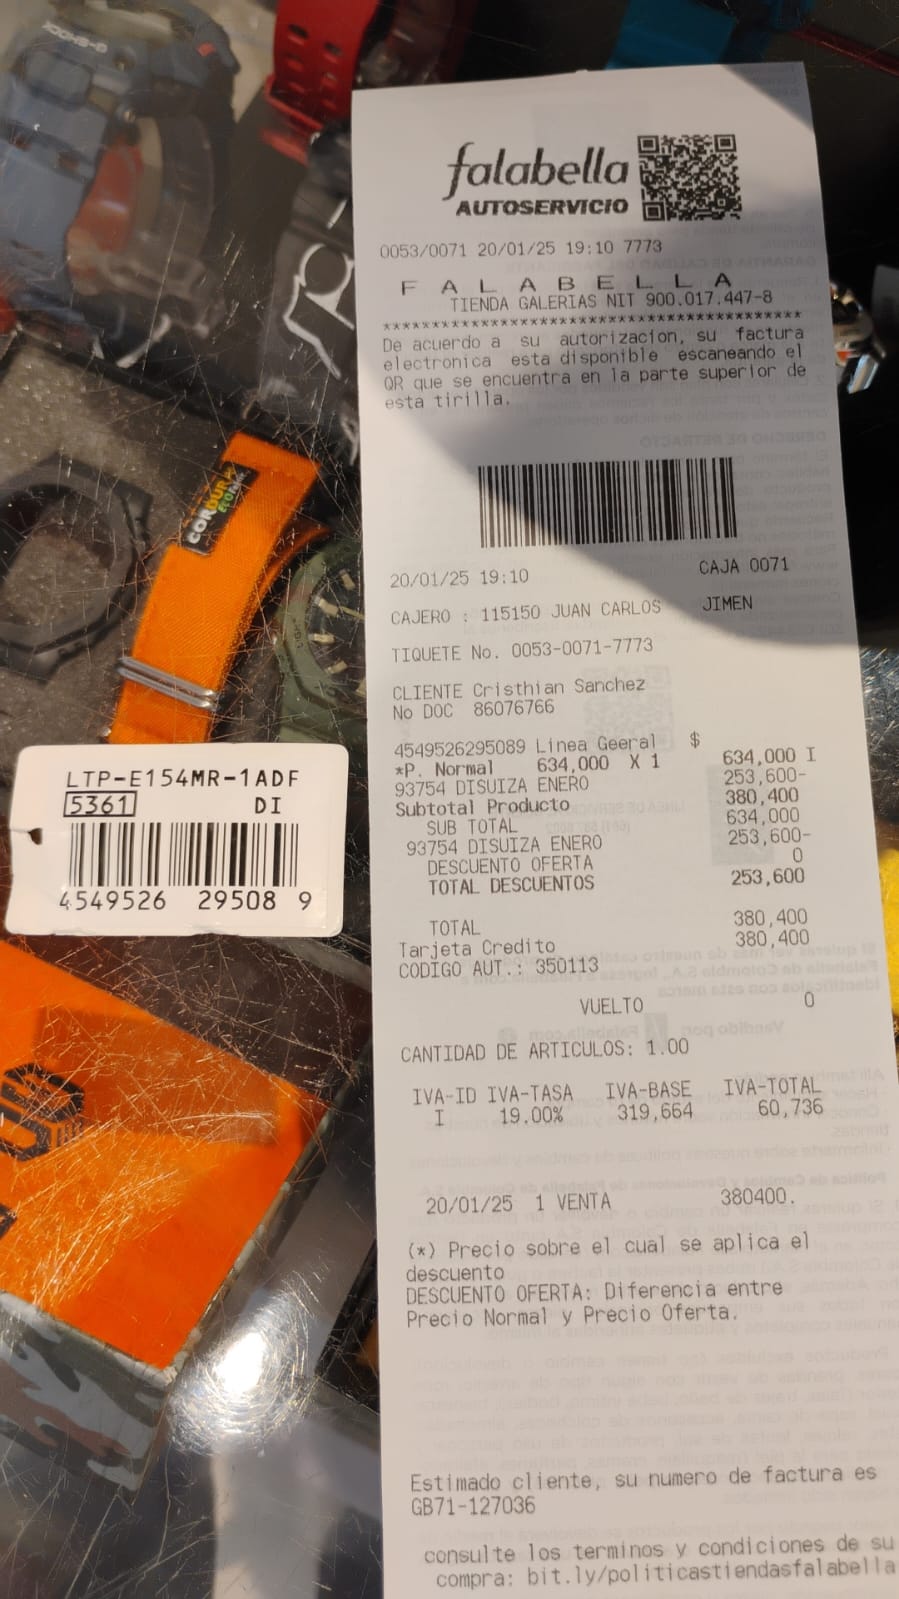 G-SHOCK
CORDURA
ECO
LTP-E154MR-1ADF
5361 DI
4549526 29508 9
falabella
AUTOSERVICIO
0053/0071 20/01/25 19:10 7773
F A L A B E L L A
TIENDA GALERIAS NIT 900.017.447-8
******************************************
De acuerdo a su autorizacion, su factura
electronica esta disponible escaneando el
QR que se encuentra en la parte superior de
esta tirilla.
20/01/25 19:10 CAJA 0071
CAJERO : 115150 JUAN CARLOS JIMEN
TIQUETE No. 0053-0071-7773
CLIENTE Cristhian Sanchez
No DOC 86076766
4549526295089 Linea Geeral $
*P. Normal 634,000 X 1 634,000 I
93754 DISUIZA ENERO 253,600-
Subtotal Producto 380,400
SUB TOTAL 634,000
93754 DISUIZA ENERO 253,600-
DESCUENTO OFERTA 0
TOTAL DESCUENTOS 253,600
TOTAL 380,400
Tarjeta Credito 380,400
CODIGO AUT.: 350113
VUELTO 0
CANTIDAD DE ARTICULOS: 1.00
IVA-ID IVA-TASA IVA-BASE IVA-TOTAL
I 19.00% 319,664 60,736
20/01/25 1 VENTA 380400.
(*) Precio sobre el cual se aplica el
descuento
DESCUENTO OFERTA: Diferencia entre
Precio Normal y Precio Oferta.
Estimado cliente, su numero de factura es
GB71-127036
consulte los terminos y condiciones de su
compra: bit.ly/politicastiendasfalabella